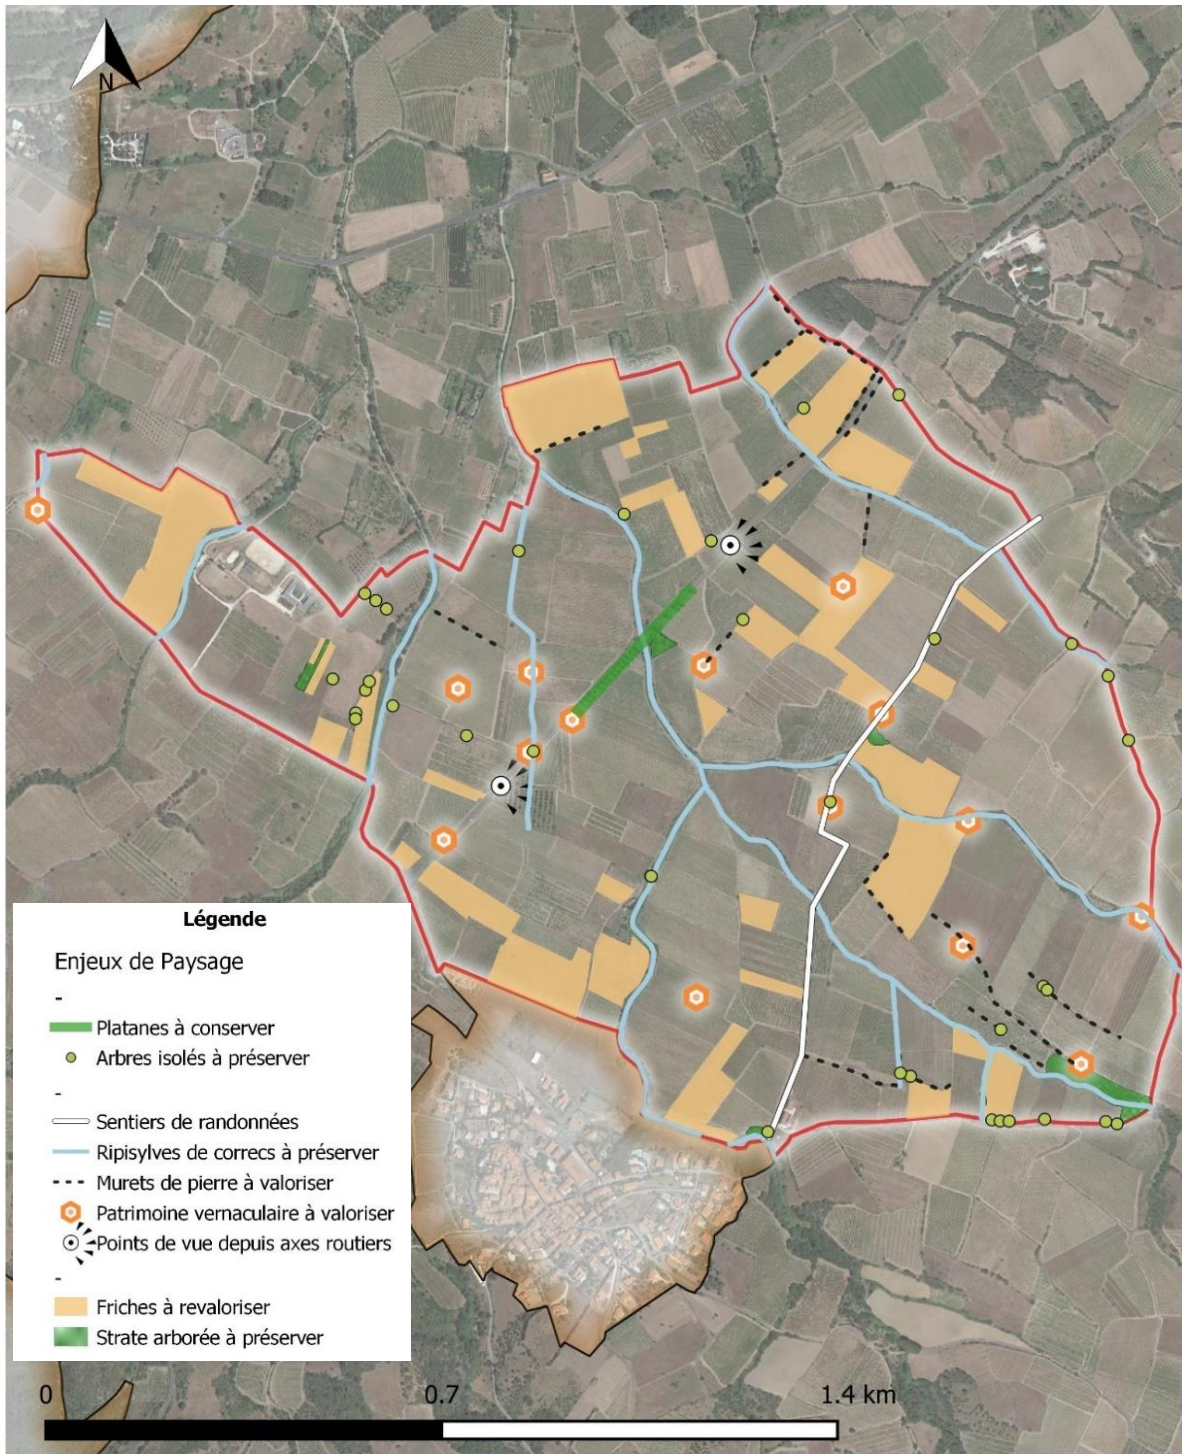 N
Légende
Enjeux de Paysage
-
Platanes à conserver
Arbres isolés à préserver
-
Sentiers de randonnées
Ripisylves de correcs à préserver
Murets de pierre à valoriser
Patrimoine vernaculaire à valoriser
Points de vue depuis axes routiers
-
Friches à revaloriser
Strate arborée à préserver
0 0.7 1.4 km